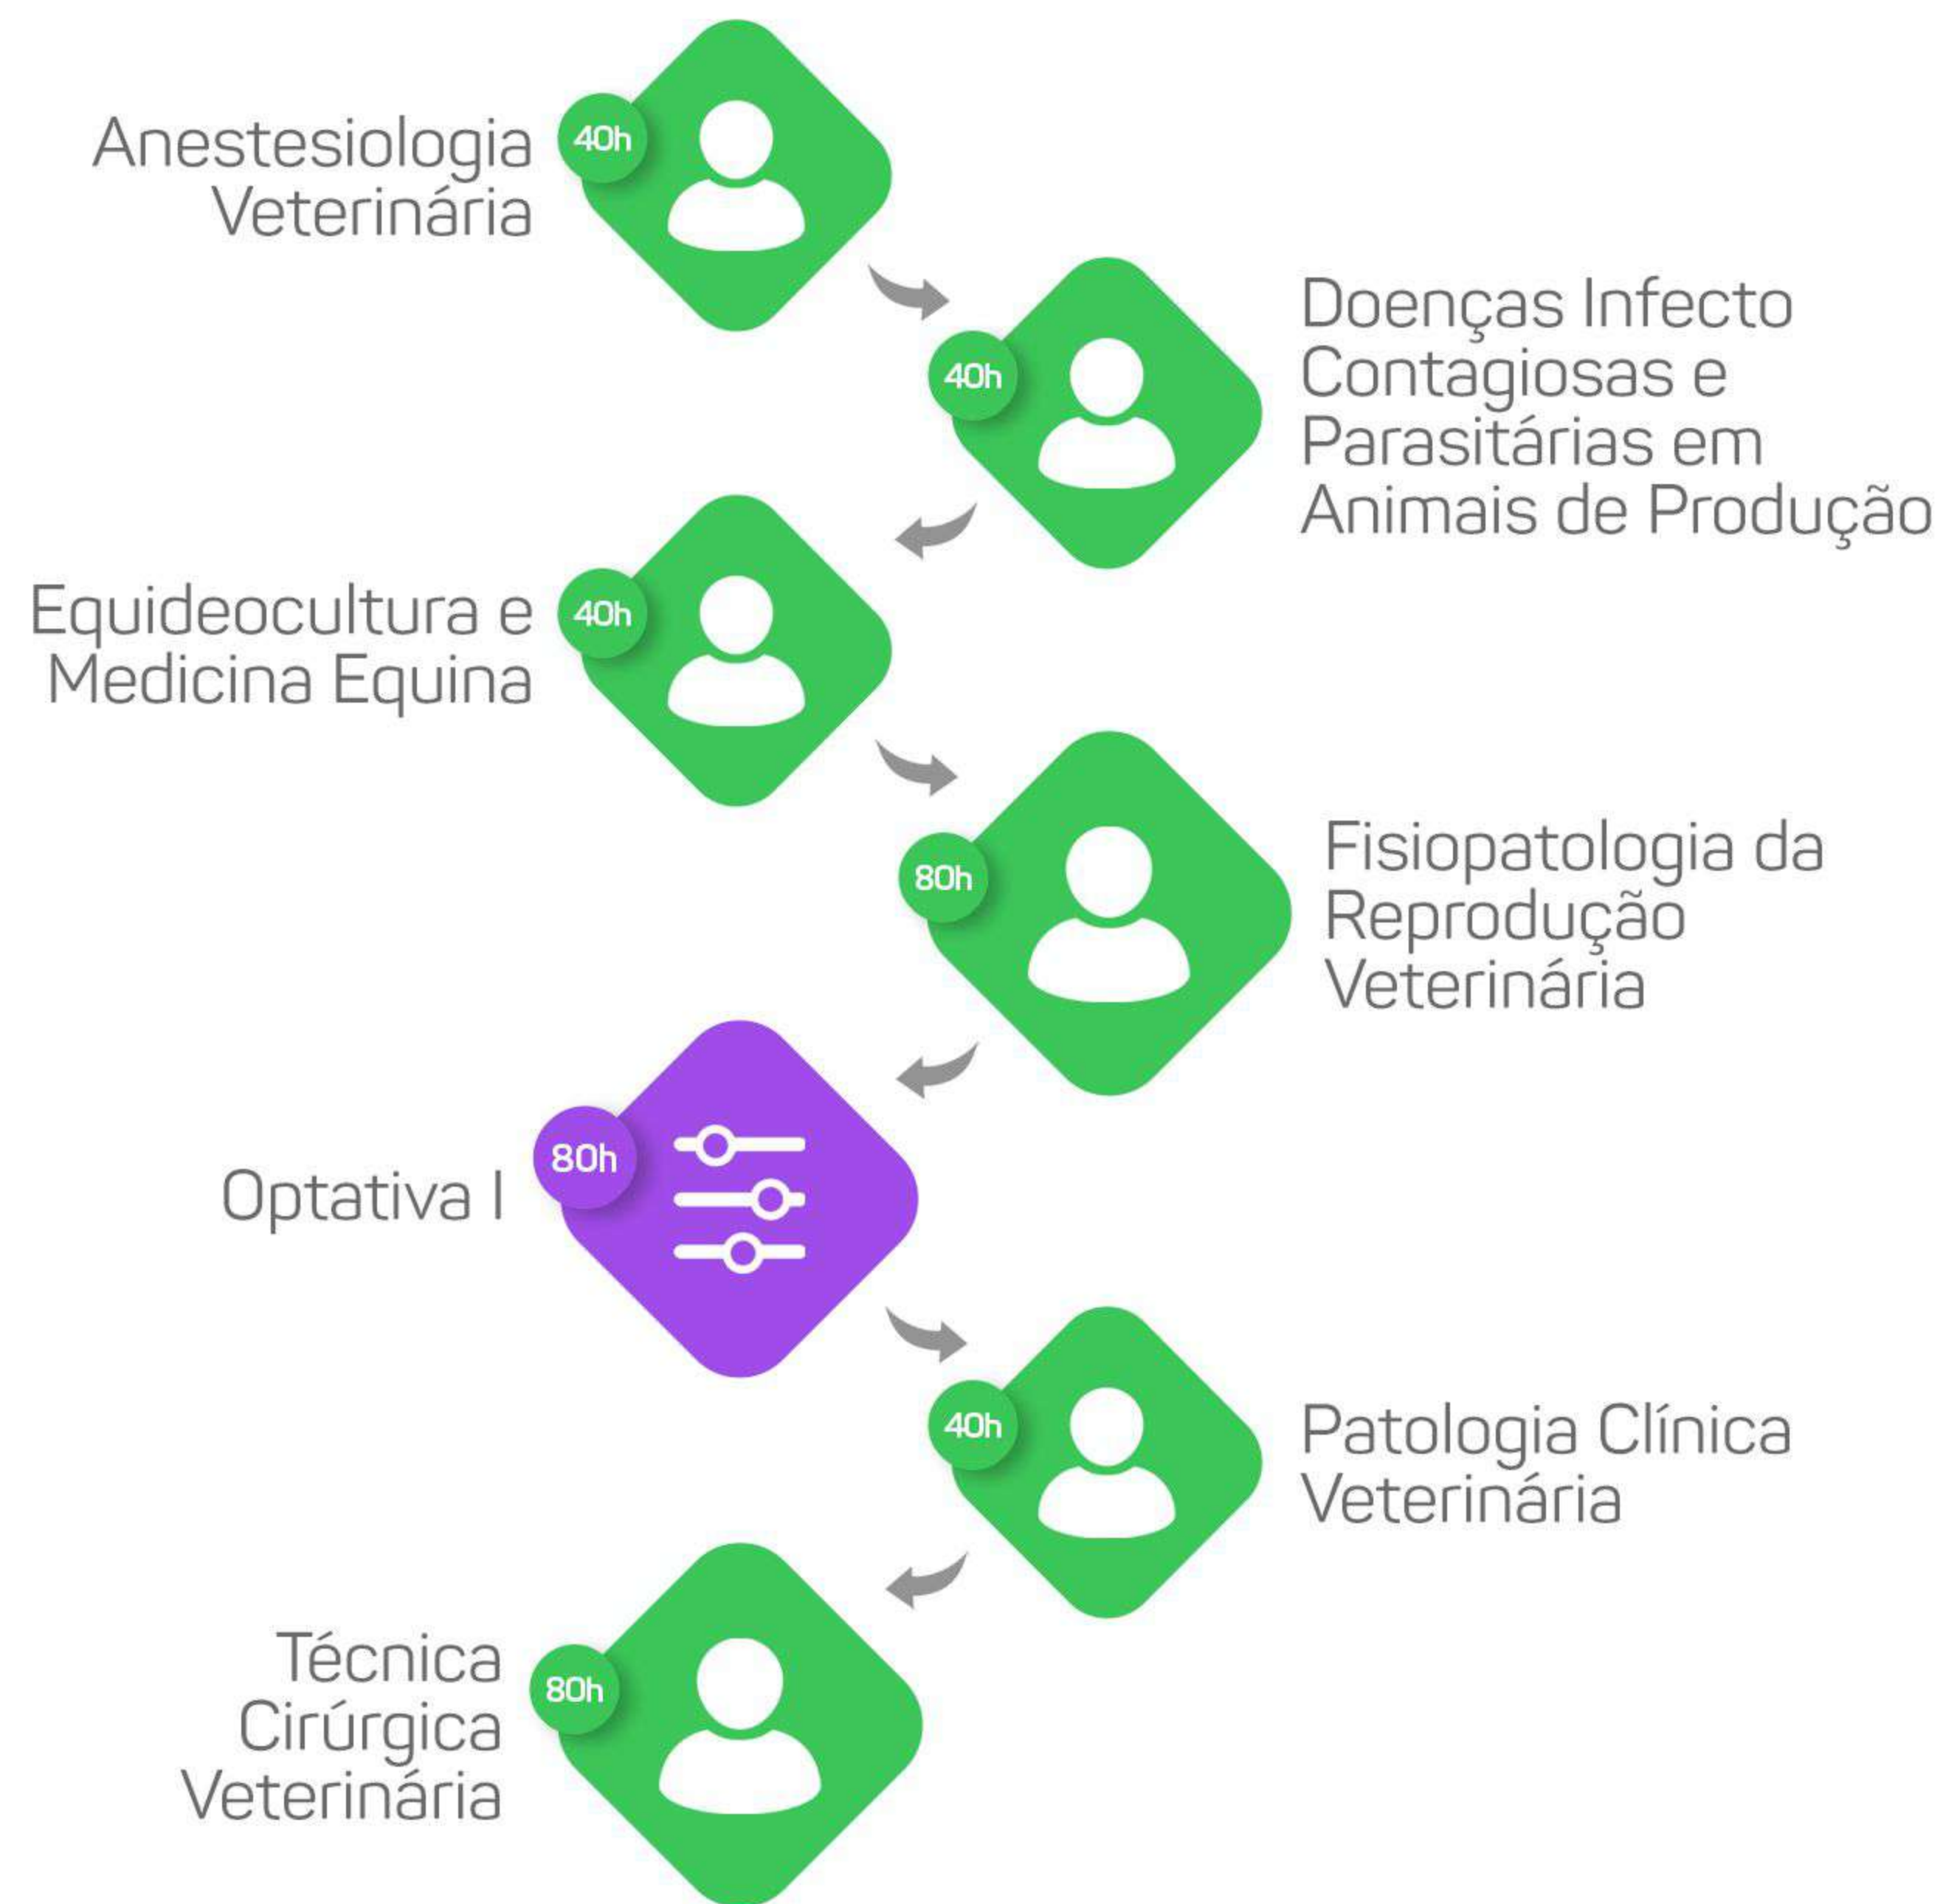 Anestesiologia
Veterinária
40h
40h
Doenças Infecto
Contagiosas e
Parasitárias em
Animais de Produção
Equideocultura e
Medicina Equina
40h
80h
Fisiopatologia da
Reprodução
Veterinária
Optativa I
80h
40h
Patologia Clínica
Veterinária
Técnica
Cirúrgica
Veterinária
80h